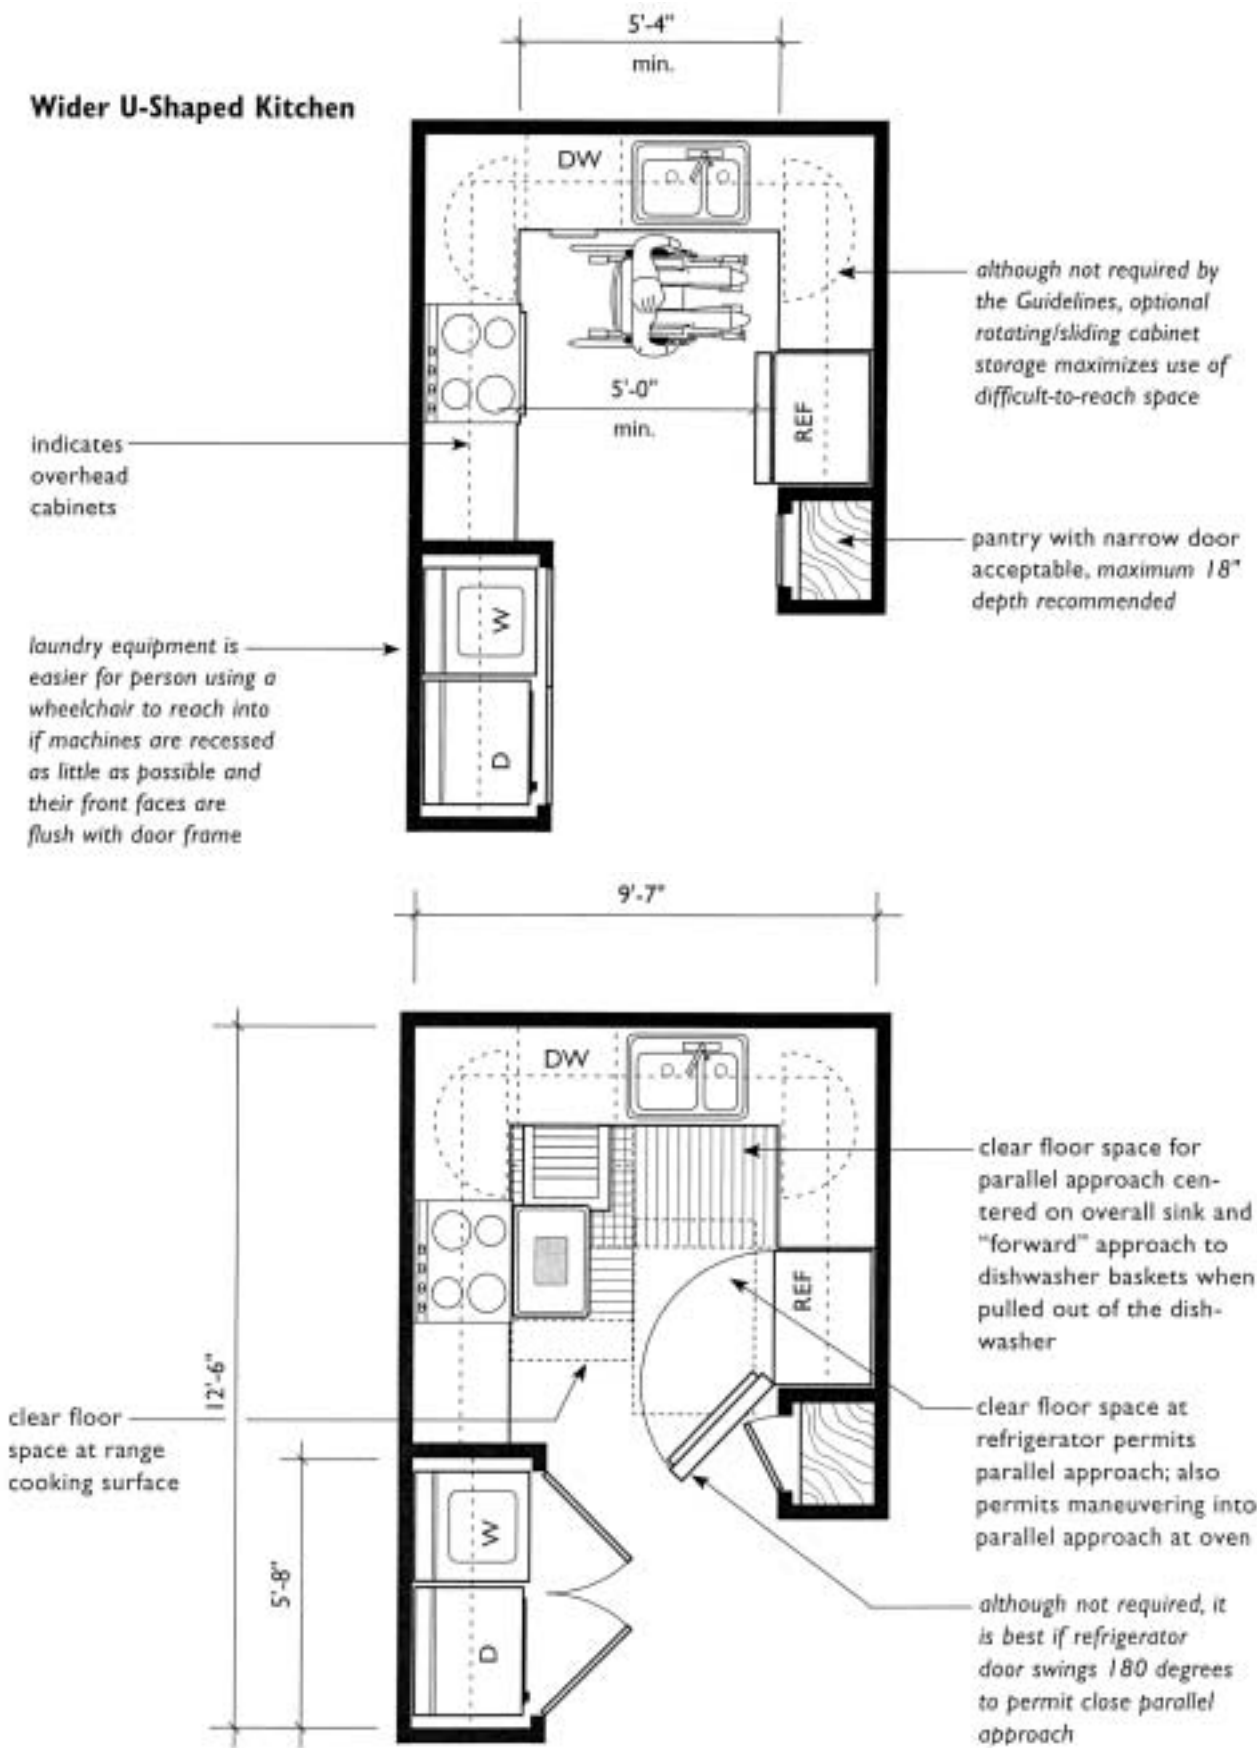 5'-4"
min.
Wider U-Shaped Kitchen
DW
although not required by
the Guidelines, optional
rotating/sliding cabinet
storage maximizes use of
difficult-to-reach space
5'-0"
min.
REF
indicates
overhead
cabinets
pantry with narrow door
acceptable, maximum 18"
depth recommended
W
laundry equipment is
easier for person using a
wheelchair to reach into
if machines are recessed
as little as possible and
their front faces are
flush with door frame
D
9'-7"
DW
clear floor space for
parallel approach cen-
tered on overall sink and
"forward" approach to
dishwasher baskets when
pulled out of the dish-
washer
REF
12'-6"
clear floor
space at range
cooking surface
clear floor space at
refrigerator permits
parallel approach; also
permits maneuvering into
parallel approach at oven
W
5'-8"
D
although not required, it
is best if refrigerator
door swings 180 degrees
to permit close parallel
approach